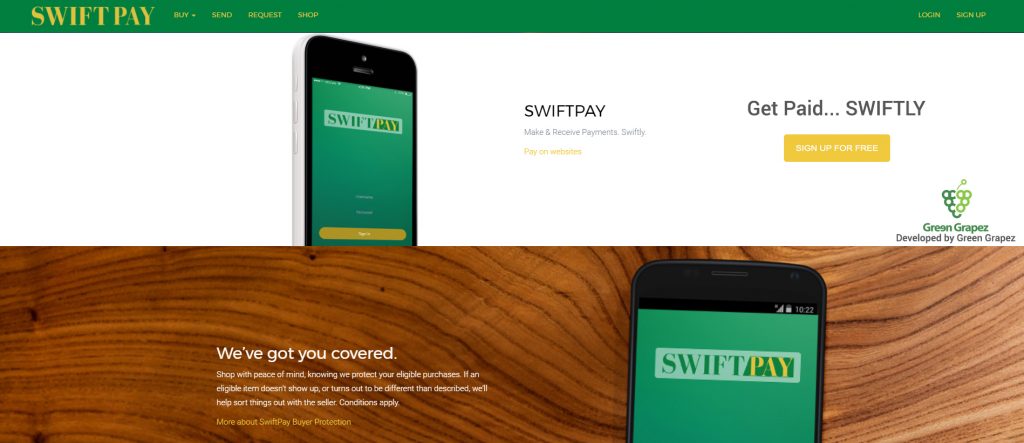 SWIFT PAY
BUY
SEND
REQUEST
SHOP
LOGIN
SIGN UP
SWIFT/PAY
Username
Password
Sign In
SWIFTPAY
Make & Receive Payments. Swiftly.
Pay on websites
Get Paid... SWIFTLY
SIGN UP FOR FREE
Green Grapez
Developed by Green Grapez
We've got you covered.
Shop with peace of mind, knowing we protect your eligible purchases. If an
eligible item doesn't show up, or turns out to be different than described, we'll
help sort things out with the seller. Conditions apply.
More about SwiftPay Buyer Protection
10:22
SWIFT/PAY